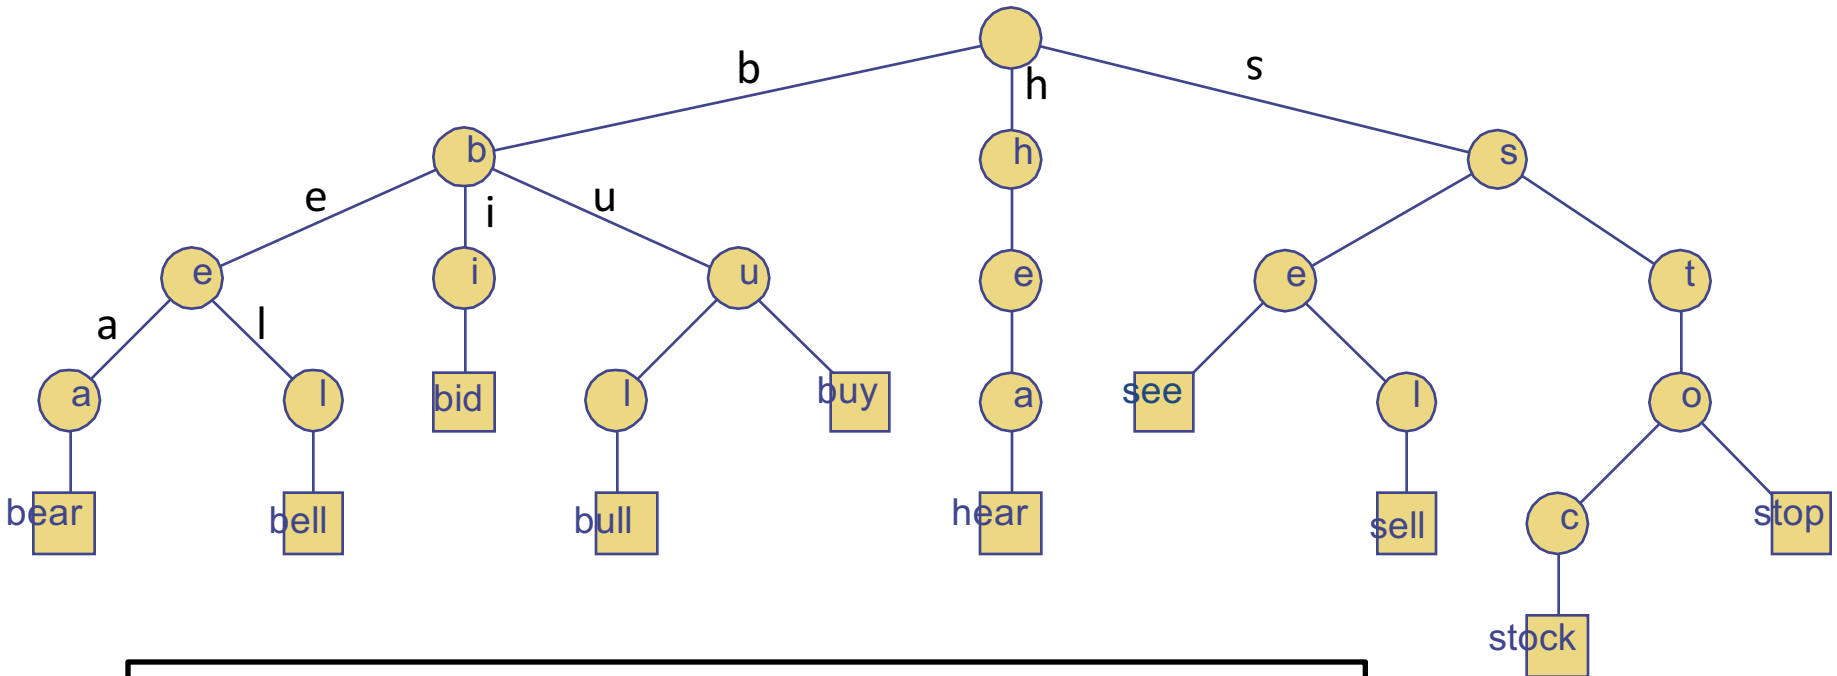 b h s
b h s
e i u
e i u e e t
a l
a l bid l buy a see l o
bear bell bull hear sell c stop
stock